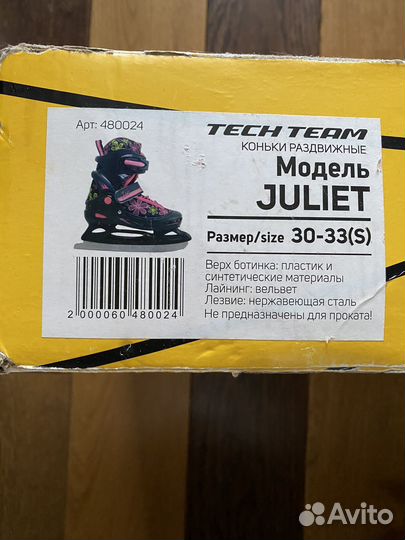 Арт: 480024
TECH TEAM
КОНЬКИ РАЗДВИЖНЫЕ
Модель
JULIET
Размер/size 30-33(S)
Верх ботинка: пластик и
синтетические материалы
Лайнинг: вельвет
Лезвие: нержавеющая сталь
Не предназначены для проката!
2 000060 480024
Avito